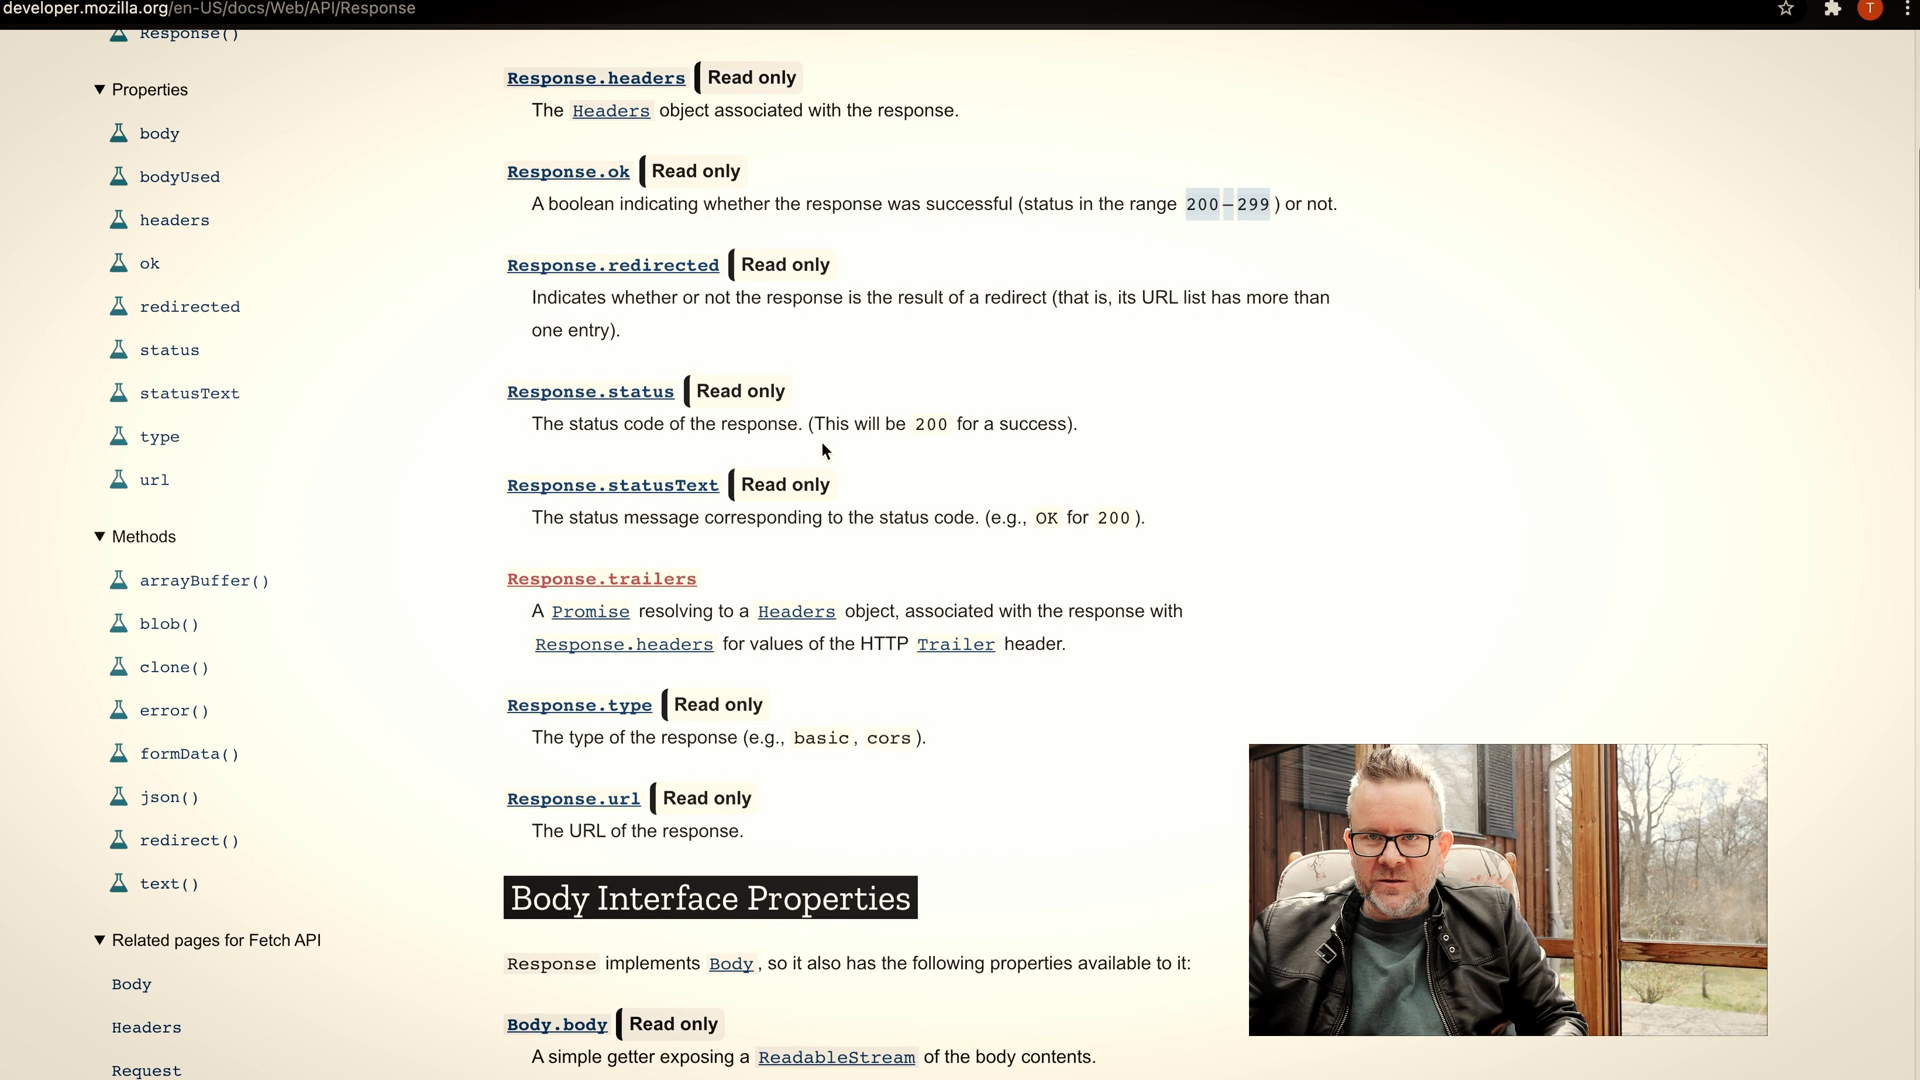 developer.mozilla.org/en-US/docs/Web/API/Response
T
Response()
Properties
body
bodyUsed
headers
ok
redirected
status
statusText
type
url
Methods
arrayBuffer()
blob()
clone()
error()
formData()
json()
redirect()
text()
Related pages for Fetch API
Body
Headers
Request
Response.headers Read only
The Headers object associated with the response.
Response.ok Read only
A boolean indicating whether the response was successful (status in the range 200–299) or not.
Response.redirected Read only
Indicates whether or not the response is the result of a redirect (that is, its URL list has more than
one entry).
Response.status Read only
The status code of the response. (This will be 200 for a success).
Response.statusText Read only
The status message corresponding to the status code. (e.g., OK for 200).
Response.trailers
A Promise resolving to a Headers object, associated with the response with
Response.headers for values of the HTTP Trailer header.
Response.type Read only
The type of the response (e.g., basic, cors).
Response.url Read only
The URL of the response.
Body Interface Properties
Response implements Body, so it also has the following properties available to it:
Body.body Read only
A simple getter exposing a ReadableStream of the body contents.